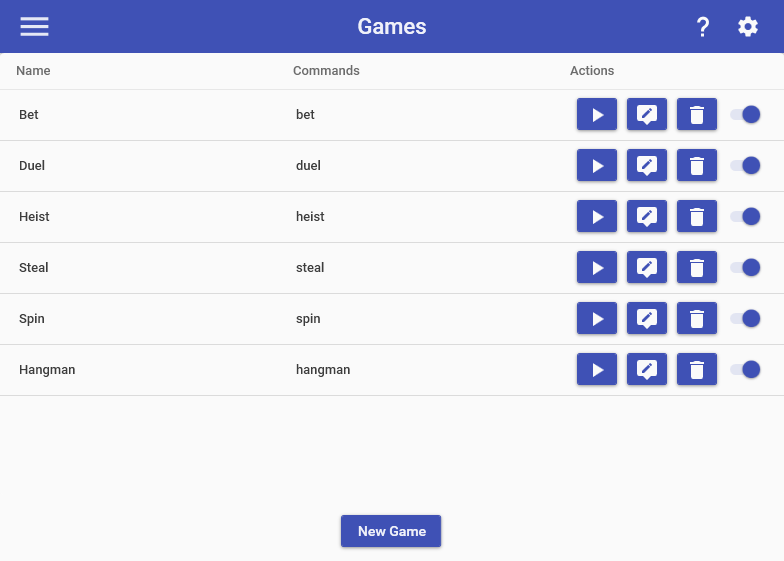 Games
Name Commands Actions
Bet bet
Duel duel
Heist heist
Steal steal
Spin spin
Hangman hangman
New Game